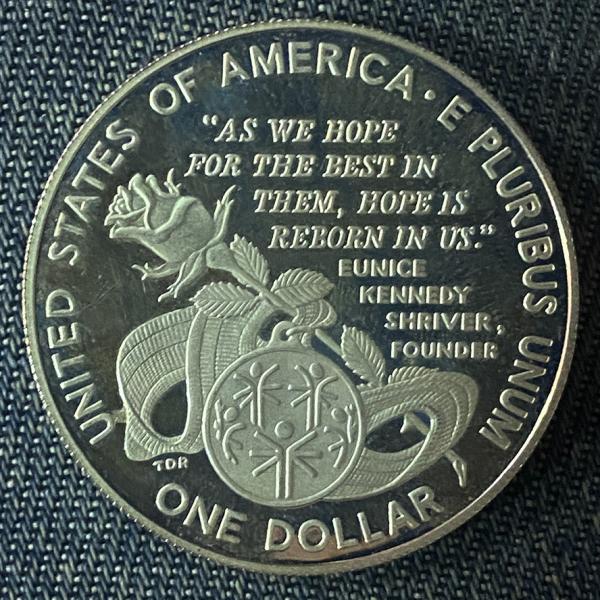 UNITED STATES OF AMERICA · E PLURIBUS UNUM
"AS WE HOPE
FOR THE BEST IN
THEM, HOPE IS
REBORN IN US."
EUNICE
KENNEDY
SHRIVER,
FOUNDER
TDR
ONE DOLLAR